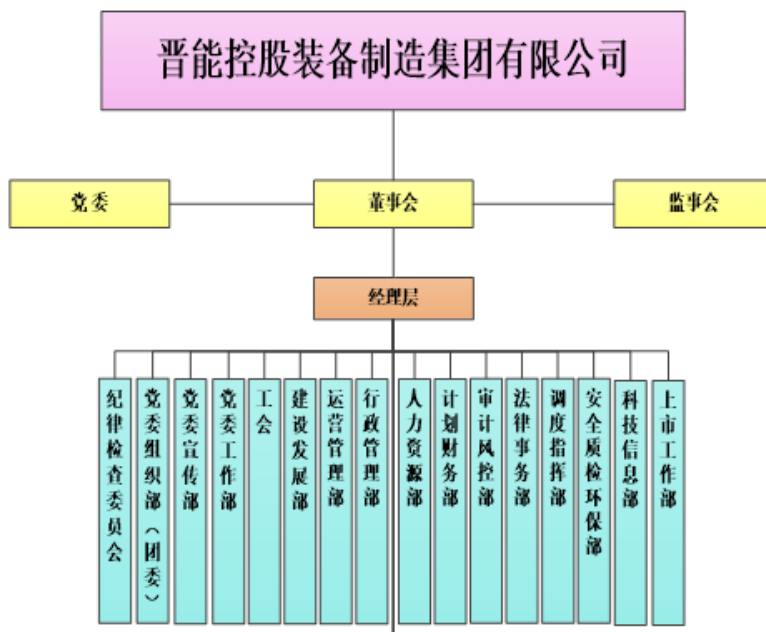 晋能控股装备制造集团有限公司
党委
董事会
监事会
经理层
纪律检查委员会
党委组织部（团委）
党委宣传部
党委工作部
工会
建设发展部
运营管理部
行政管理部
人力资源部
计划财务部
审计风控部
法律事务部
调度指挥部
安全质检环保部
科技信息部
上市工作部